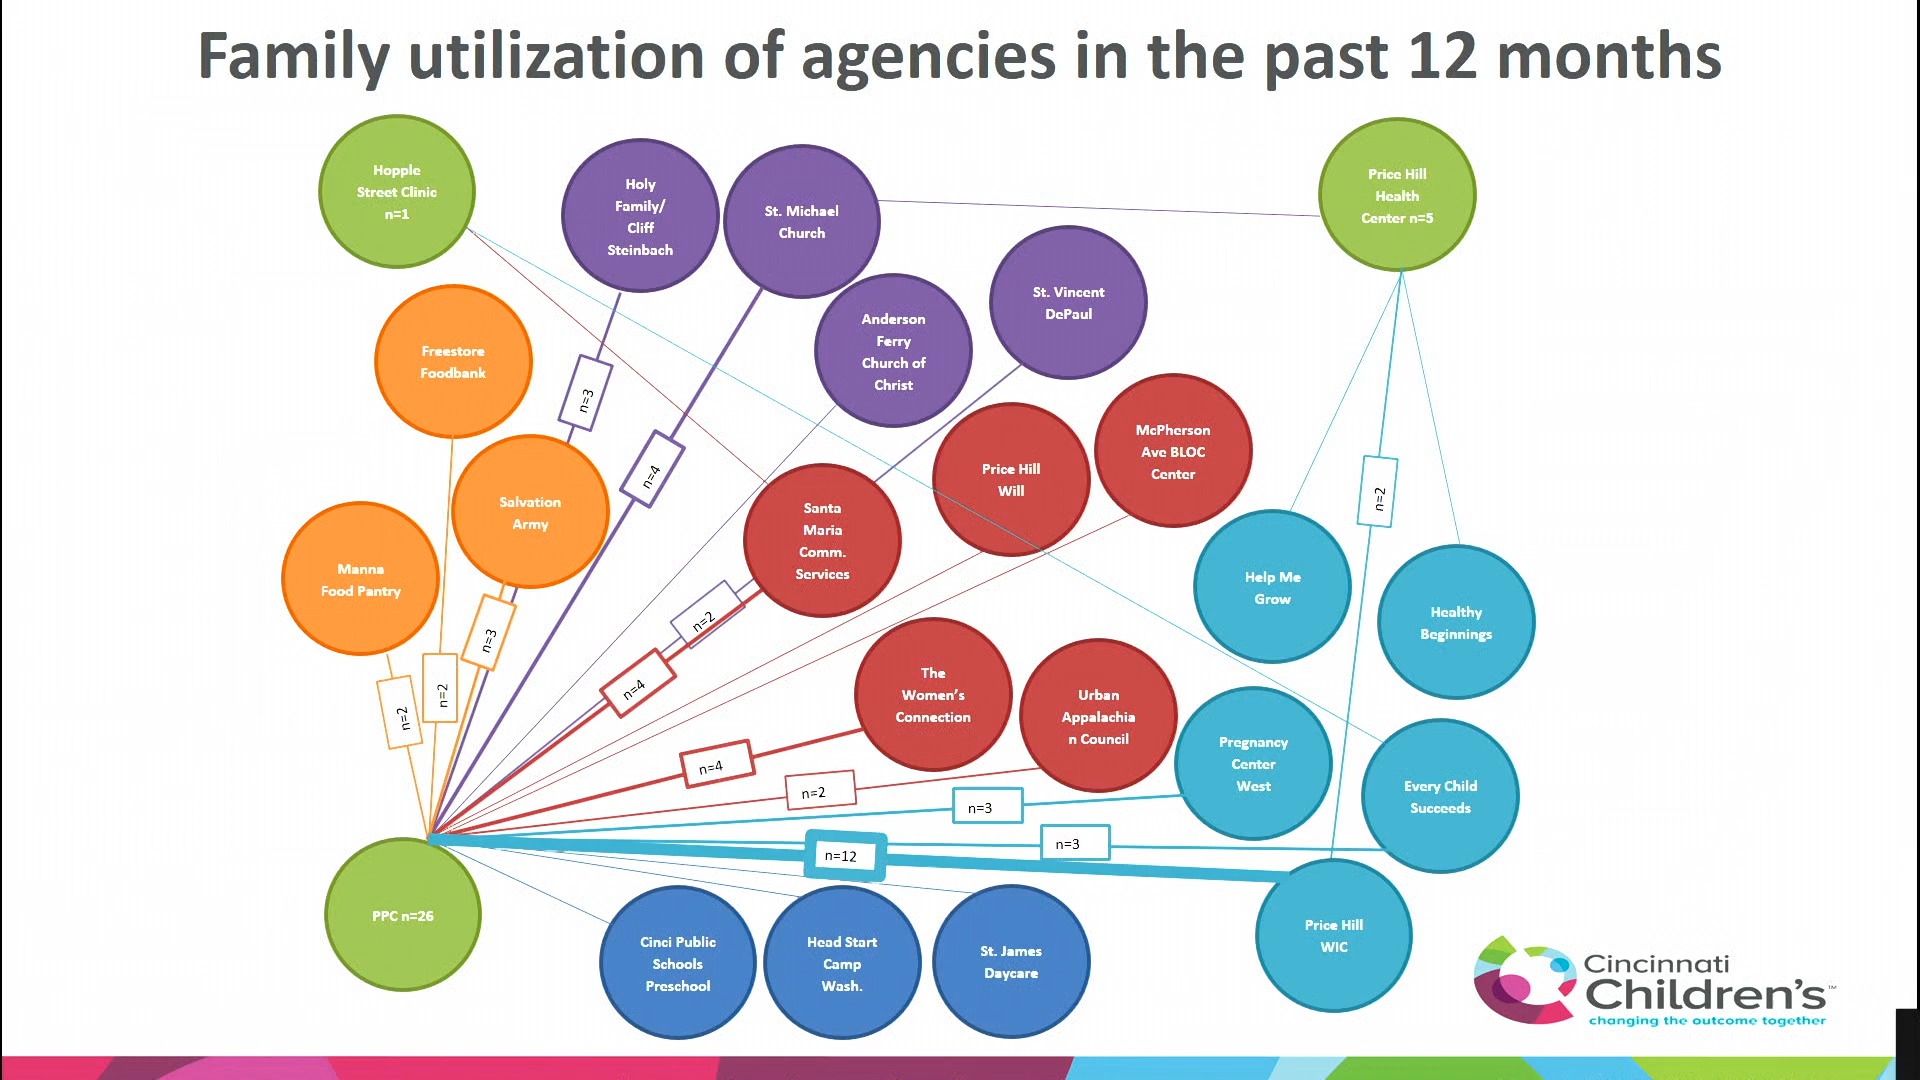 Family utilization of agencies in the past 12 months
Hopple
Street Clinic
n=1
Holy
Family/
Cliff
Steinbach
St. Michael
Church
Price Hill
Health
Center n=5
Anderson
Ferry
Church of
Christ
St. Vincent
DePaul
Freestore
Foodbank
n=3
n=4
Price Hill
Will
McPherson
Ave BLOC
Center
Salvation
Army
Santa
Maria
Comm.
Services
n=2
Manna
Food Pantry
Help Me
Grow
Healthy
Beginnings
n=3
n=2
n=4
n=2
n=2
The
Women's
Connection
Urban
Appalachia
n Council
n=4
n=2
n=3
Pregnancy
Center
West
Every Child
Succeeds
n=3
n=12
PPC n=26
Cinci Public
Schools
Preschool
Head Start
Camp
Wash.
St. James
Daycare
Price Hill
WIC
Cincinnati
Children's™
changing the outcome together